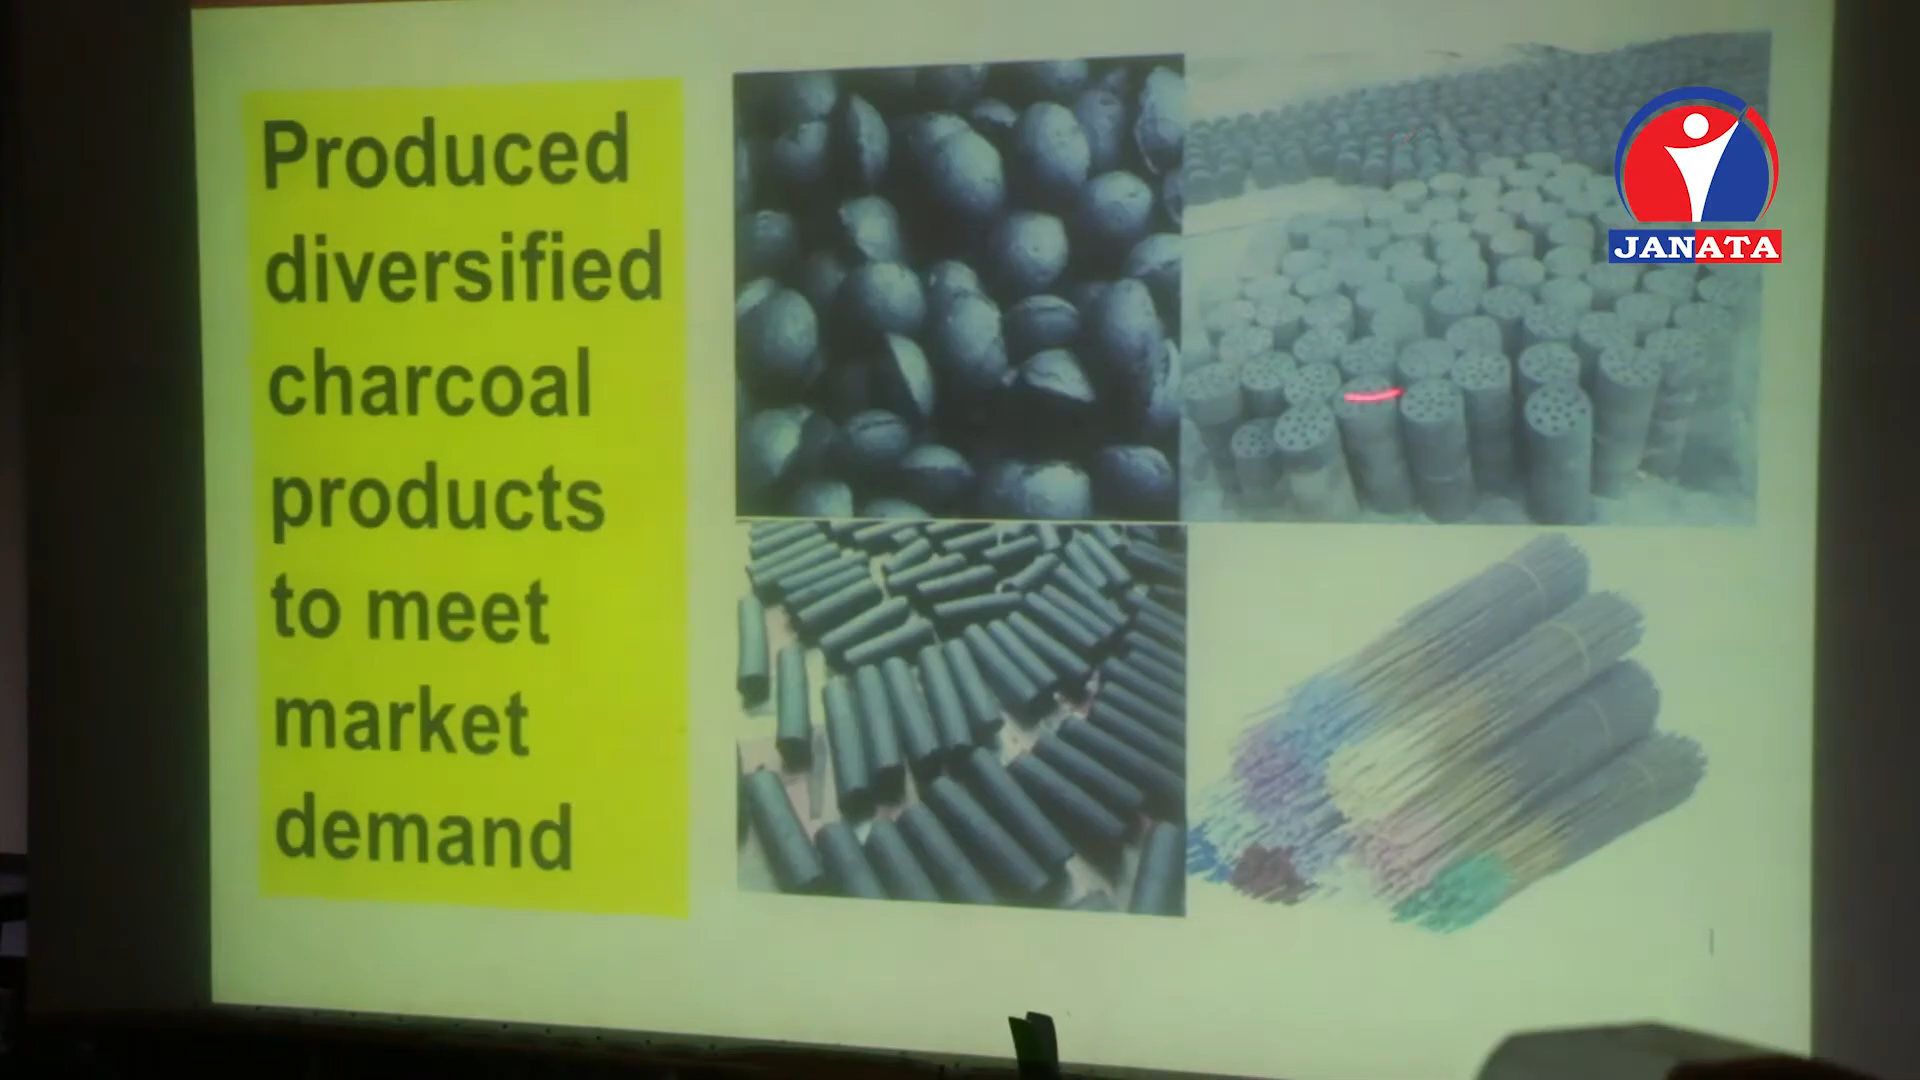 Produced
diversified
charcoal
products
to meet
market
demand
JANATA